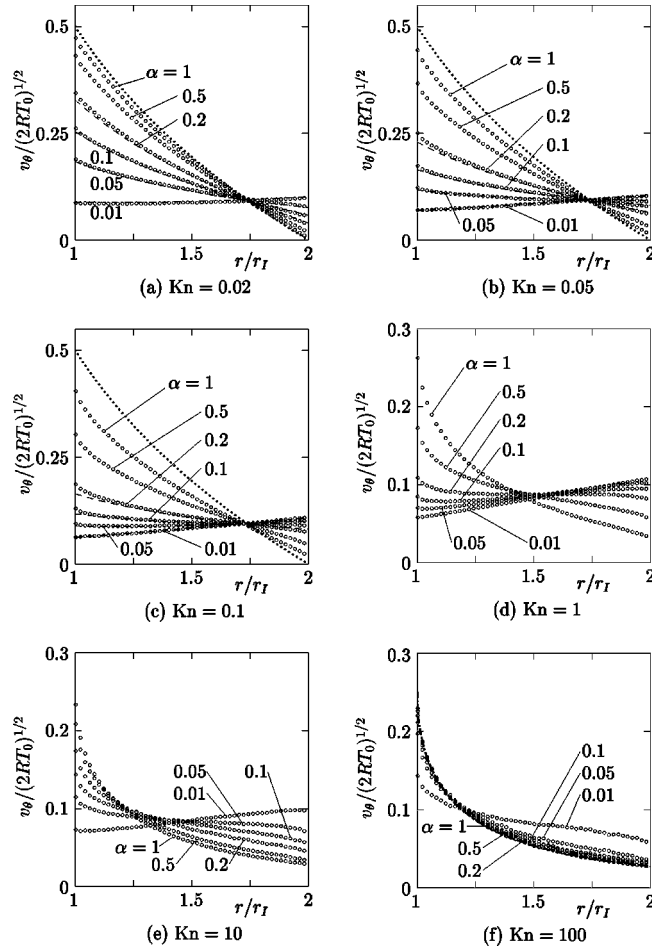 0.5
α = 1
0.5
0.2
0.25
0.1
0.05
0.01
0
1
1.5
2
r/r_I
v_θ/(2RT_0)^{1/2}
(a) Kn = 0.02
0.5
α = 1
0.5
0.2
0.1
0.25
0.05
0.01
0
1
1.5
2
r/r_I
v_θ/(2RT_0)^{1/2}
(b) Kn = 0.05
0.5
α = 1
0.5
0.2
0.1
0.25
0.05
0.01
0
1
1.5
2
r/r_I
v_θ/(2RT_0)^{1/2}
(c) Kn = 0.1
0.3
α = 1
0.5
0.2
0.2
0.1
0.1
0.05
0.01
0
1
1.5
2
r/r_I
v_θ/(2RT_0)^{1/2}
(d) Kn = 1
0.3
0.2
0.05
0.01
0.1
0.1
α = 1
0.5
0.2
0
1
1.5
2
r/r_I
v_θ/(2RT_0)^{1/2}
(e) Kn = 10
0.3
0.2
0.1
0.05
0.01
0.1
α = 1
0.5
0.2
0
1
1.5
2
r/r_I
v_θ/(2RT_0)^{1/2}
(f) Kn = 100